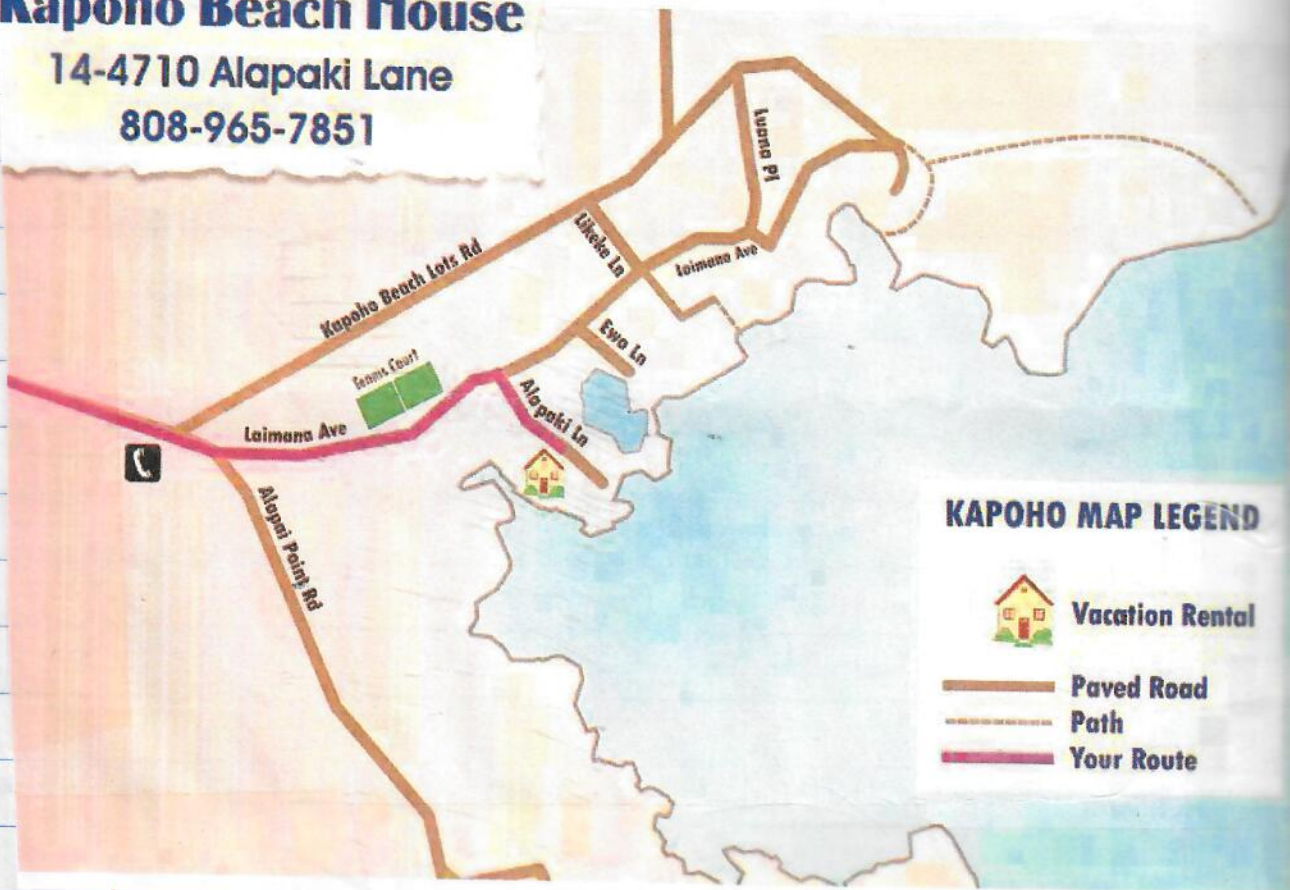 Kapoho Beach House
14-4710 Alapaki Lane
808-965-7851
Luana Pl
Likeke Ln
Laimana Ave
Kapoho Beach Lots Rd
Ewa Ln
Tennis Court
Alapaki Ln
Laimana Ave
Alapai Point Rd
KAPOHO MAP LEGEND
Vacation Rental
Paved Road
Path
Your Route